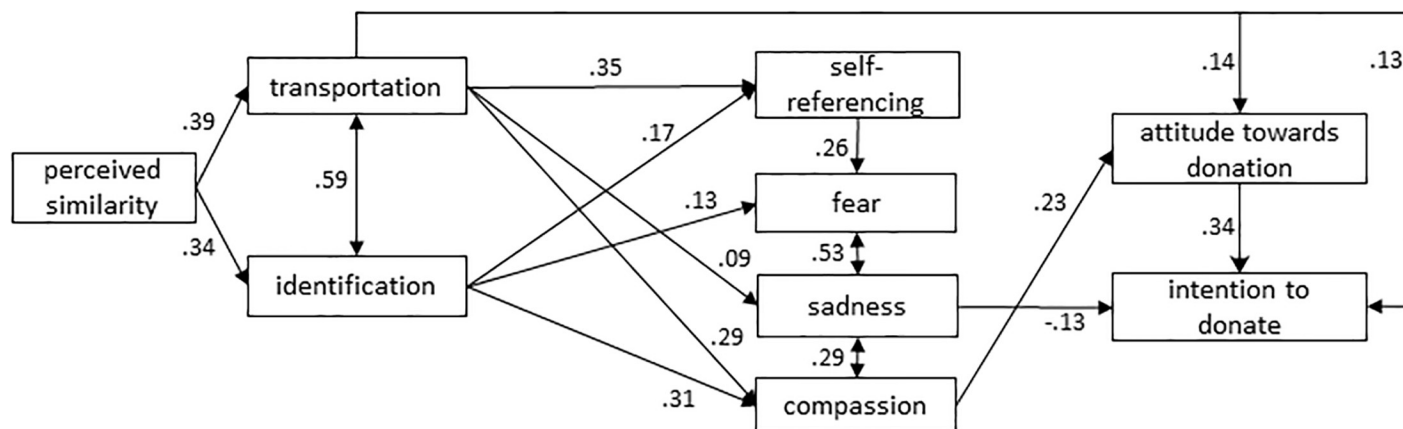 transportation
.35
self-
referencing
.14
.13
.39
.17
.26
attitude towards
donation
perceived
similarity
.59
.13
fear
.23
.34
.09
.53
.34
identification
sadness
-.13
intention to
donate
.29
.29
.31
compassion